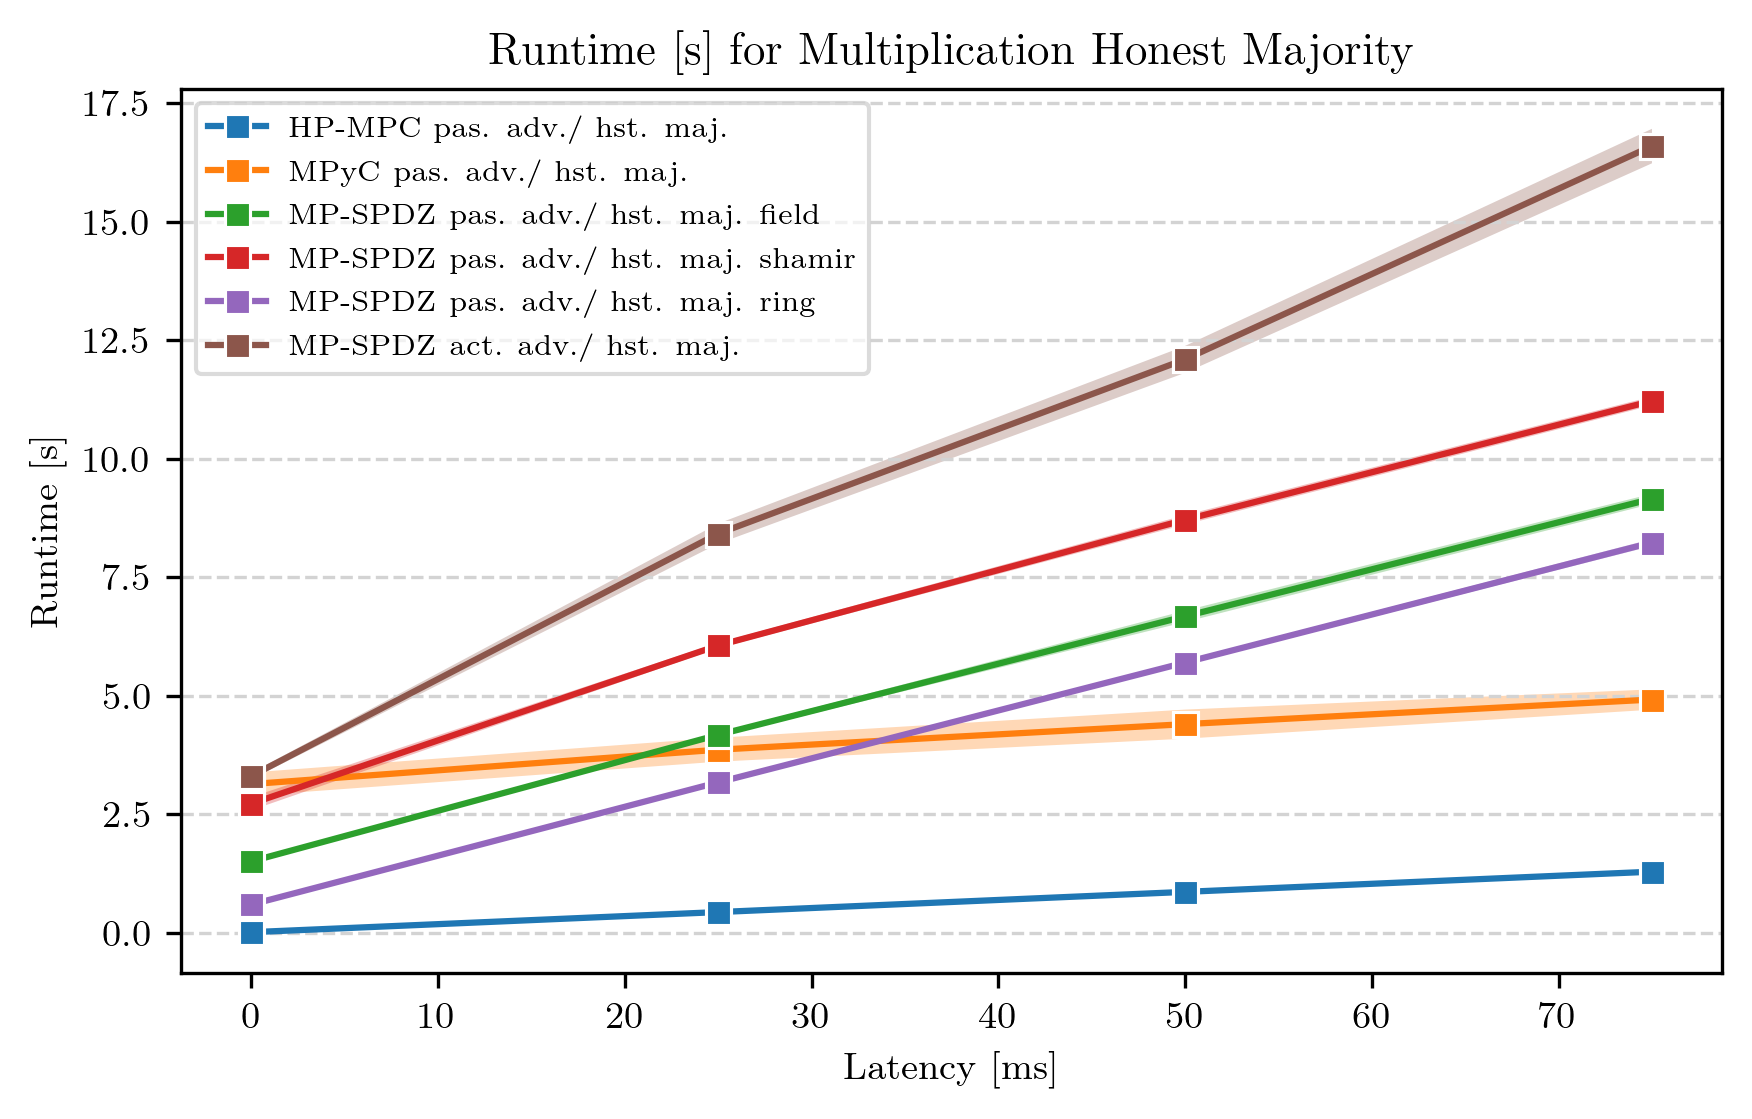 Runtime [s] for Multiplication Honest Majority
17.5
15.0
12.5
10.0
7.5
5.0
2.5
0.0
Runtime [s]
HP-MPC pas. adv./ hst. maj.
MPyC pas. adv./ hst. maj.
MP-SPDZ pas. adv./ hst. maj. field
MP-SPDZ pas. adv./ hst. maj. shamir
MP-SPDZ pas. adv./ hst. maj. ring
MP-SPDZ act. adv./ hst. maj.
0 10 20 30 40 50 60 70
Latency [ms]